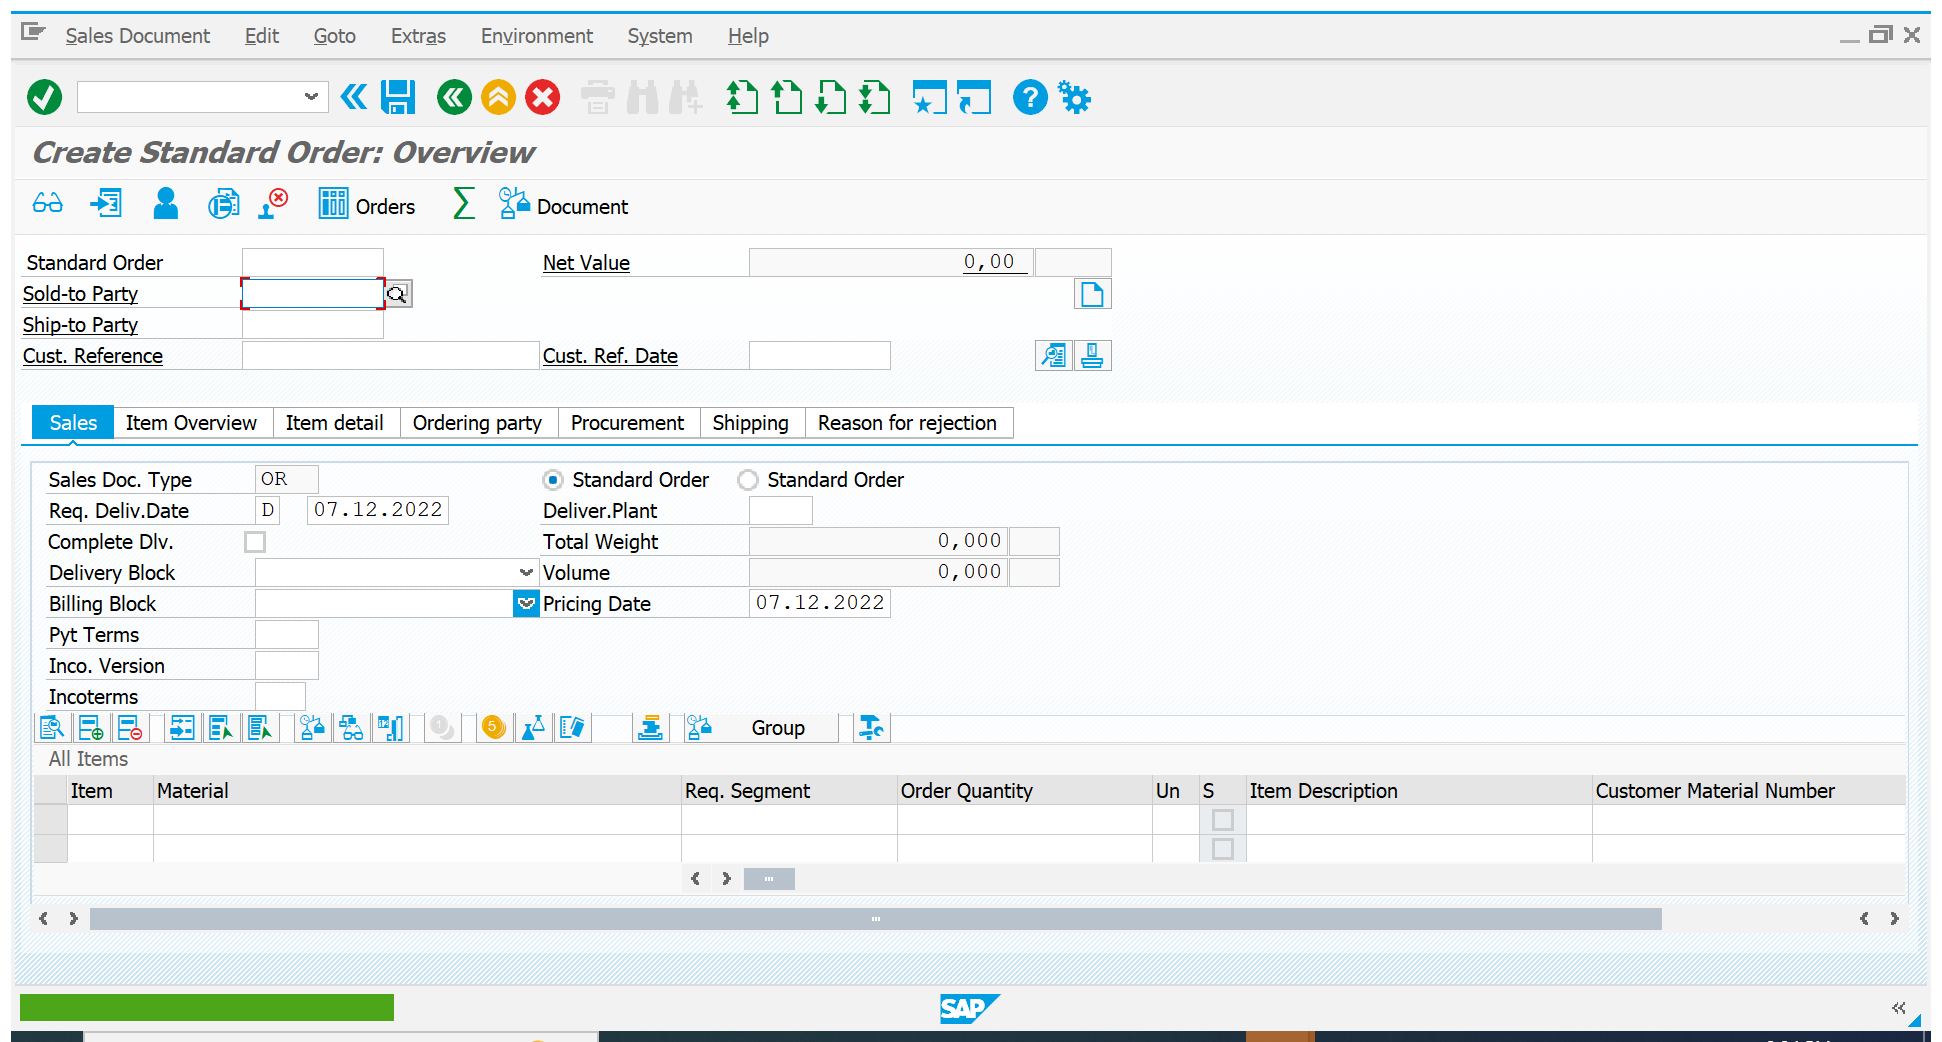 Sales Document Edit Goto Extras Environment System Help
Create Standard Order: Overview
Orders Document
Standard Order Net Value 0,00
Sold-to Party
Ship-to Party
Cust. Reference Cust. Ref. Date
Sales Item Overview Item detail Ordering party Procurement Shipping Reason for rejection
Sales Doc. Type OR Standard Order Standard Order
Req. Deliv.Date D 07.12.2022 Deliver.Plant
Complete Dlv. Total Weight 0,000
Delivery Block Volume 0,000
Billing Block Pricing Date 07.12.2022
Pyt Terms
Inco. Version
Incoterms
Group
All Items
Item Material Req. Segment Order Quantity Un S Item Description Customer Material Number
SAP